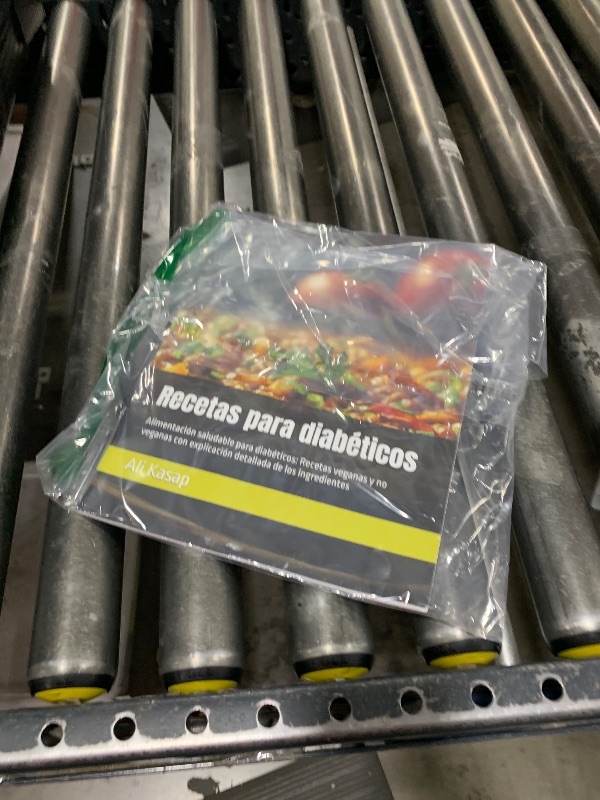 Recetas para diabéticos
Alimentación saludable para diabéticos: Recetas veganas y no
veganas con explicación detallada de los ingredientes
Ali Kasap